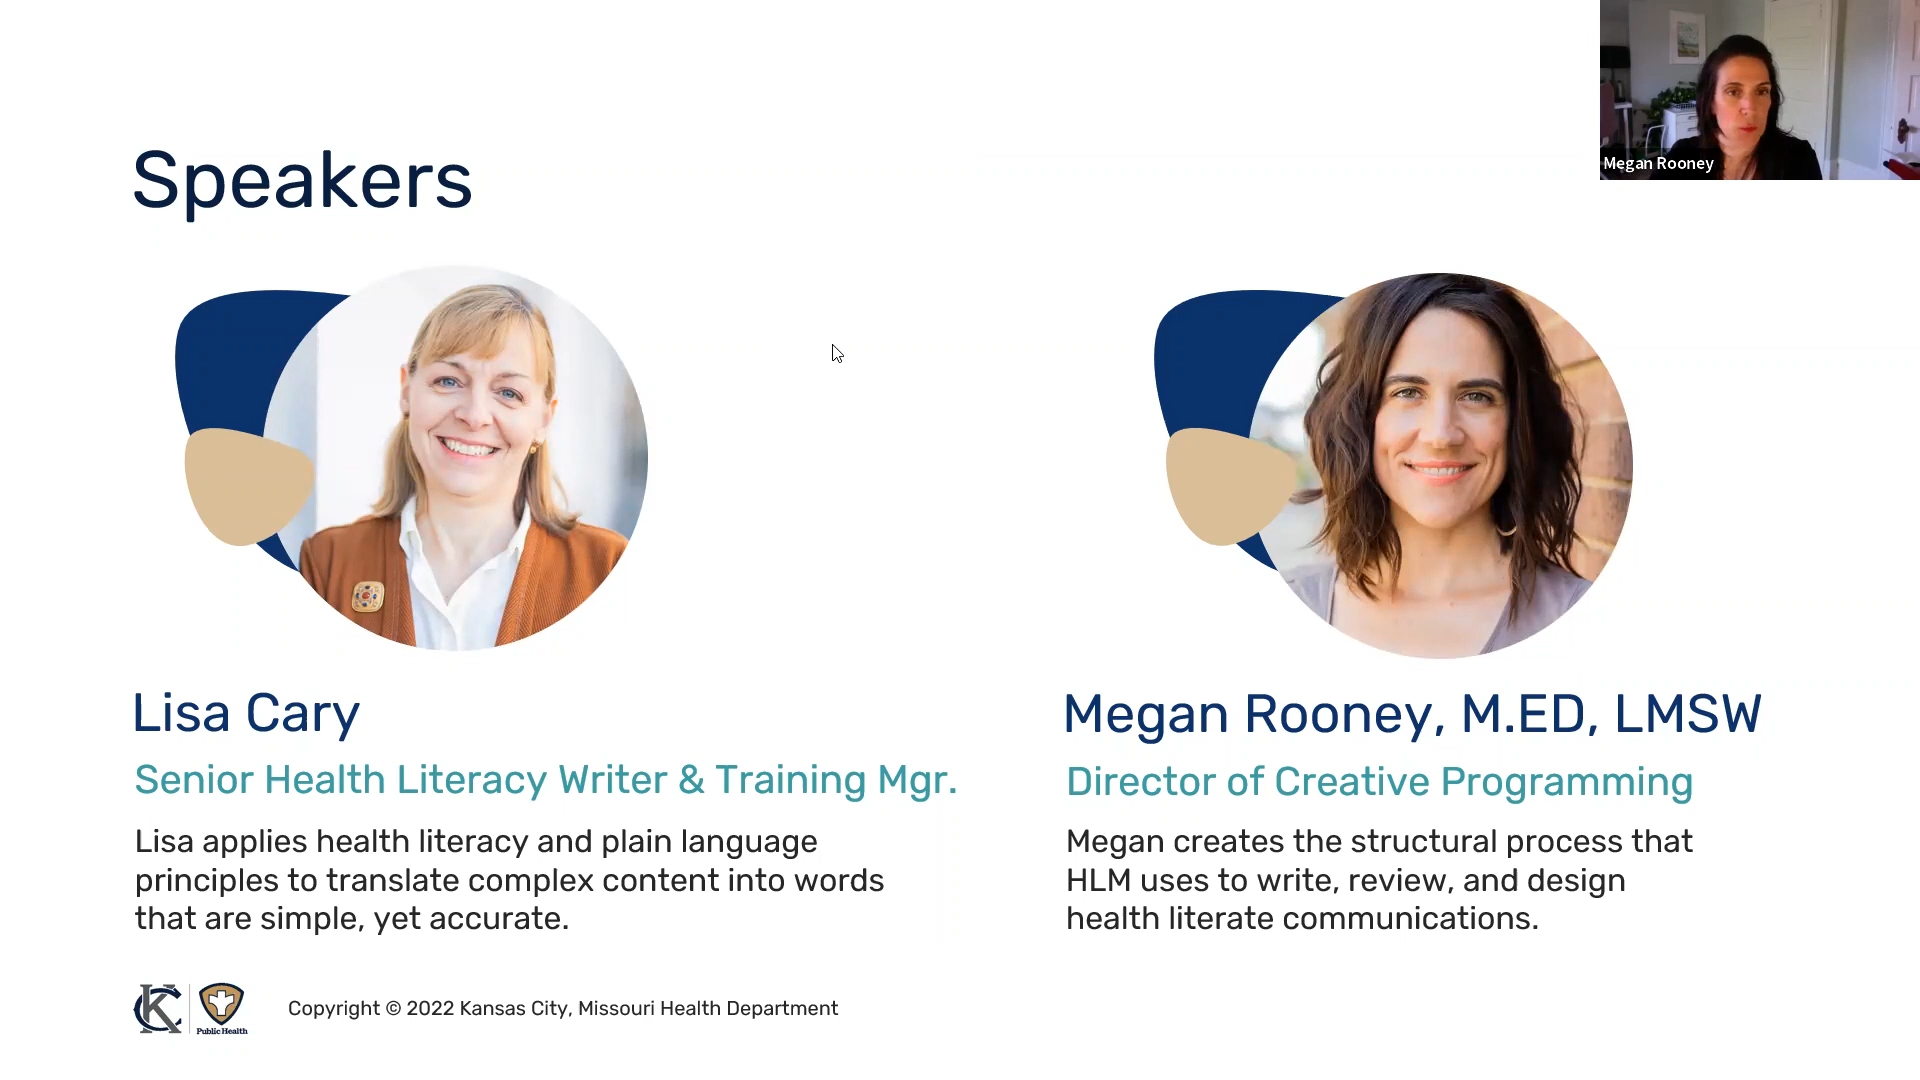 Megan Rooney
Speakers
Lisa Cary
Senior Health Literacy Writer & Training Mgr.
Lisa applies health literacy and plain language
principles to translate complex content into words
that are simple, yet accurate.
Megan Rooney, M.ED, LMSW
Director of Creative Programming
Megan creates the structural process that
HLM uses to write, review, and design
health literate communications.
KC
Public Health
Copyright © 2022 Kansas City, Missouri Health Department